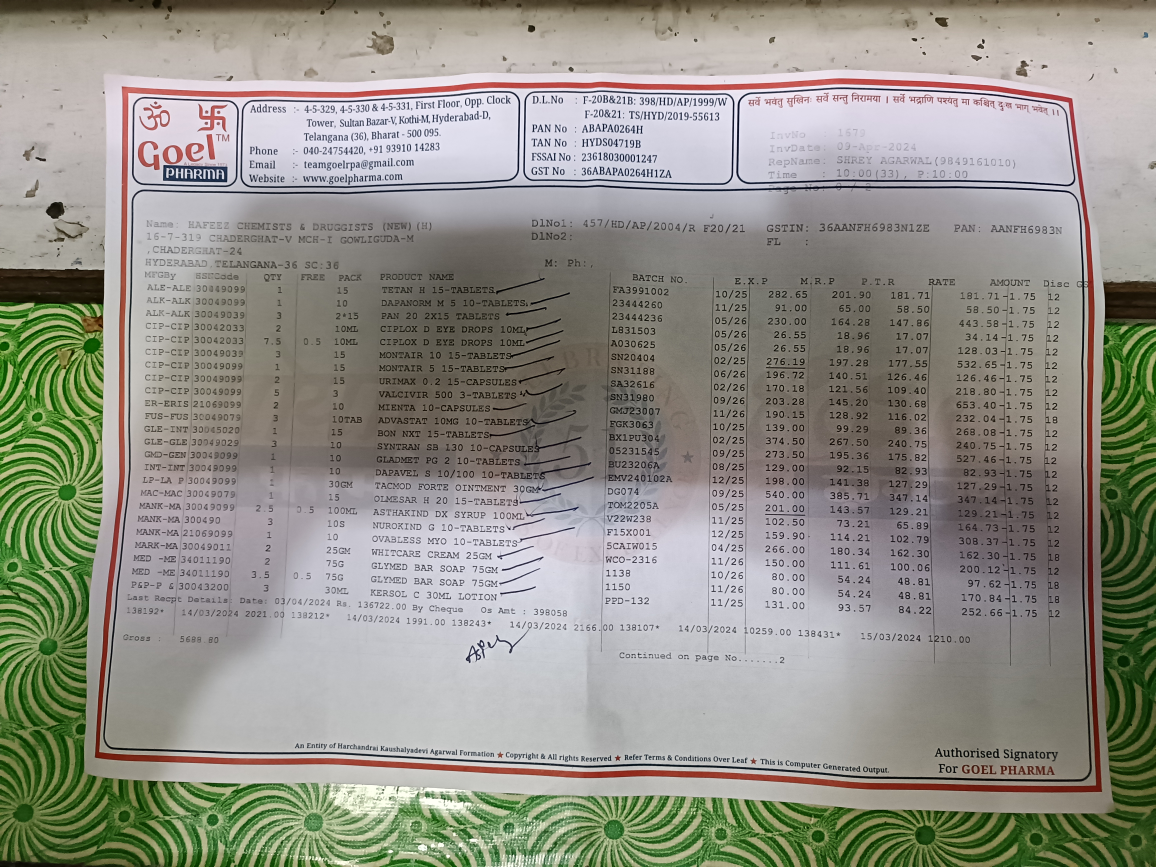 ॐ 卐
Goel TM
PHARMA
Address :- 4-5-329, 4-5-330 & 4-5-331, First Floor, Opp. Clock
Tower, Sultan Bazar-V, Kothi-M, Hyderabad-D,
Telangana (36), Bharat - 500 095.
Phone :- 040-24754420, +91 93910 14283
Email :- teamgoelrpa@gmail.com
Website :- www.goelpharma.com
D.L.No : F-20B&21B: 398/HD/AP/1999/W
F-20&21: TS/HYD/2019-55613
PAN No : ABAPA0264H
TAN No : HYDS04719B
FSSAI No : 23618030001247
GST No : 36ABAPA0264H1ZA
सर्वे भवंतु सुखिनः सर्वे सन्तु निरामया । सर्वे भद्राणि पश्यतु मा कश्चित् दुःख भाग् भवेत् ।।
InvNo : 1679
InvDate: 09-Apr-2024
RepName: SHREY AGARWAL(9849161010)
Time : 10:00(33), P:10.00
Page No: 0 / 2
Name: HAFEEZ CHEMISTS & DRUGGISTS (NEW)(H) DlNo1: 457/HD/AP/2004/R F20/21 GSTIN: 36AANFH6983N1ZE PAN: AANFH6983N
16-7-319 CHADERGHAT-V MCH-I GOWLIGUDA-M DlNo2: FL :
,CHADERGHAT-24
HYDERABAD,TELANGANA-36 SC:36 M: Ph:,
MFGBy HSNCode QTY FREE PACK PRODUCT NAME BATCH NO. E.X.P M.R.P P.T.R RATE AMOUNT Disc GS
ALE-ALE 30049099 1 15 TETAN H 15-TABLETS FA3991002 10/25 282.65 201.90 181.71 181.71 -1.75 12
ALK-ALK 30049099 1 10 DAPANORM M 5 10-TABLETS 23444260 11/25 91.00 65.00 58.50 58.50 -1.75 12
ALK-ALK 30049039 3 2*15 PAN 20 2X15 TABLETS 23444236 05/26 230.00 164.28 147.86 443.58 -1.75 12
CIP-CIP 30042033 2 10ML CIPLOX D EYE DROPS 10ML L831503 05/26 26.55 18.96 17.07 34.14 -1.75 12
CIP-CIP 30042033 7.5 0.5 10ML CIPLOX D EYE DROPS 10ML A030625 05/26 26.55 18.96 17.07 128.03 -1.75 12
CIP-CIP 30049039 3 15 MONTAIR 10 15-TABLETS SN20404 02/25 276.19 197.28 177.55 532.65 -1.75 12
CIP-CIP 30049099 1 15 MONTAIR 5 15-TABLETS SN31188 06/26 196.72 140.51 126.46 126.46 -1.75 12
CIP-CIP 30049099 2 15 URIMAX 0.2 15-CAPSULES SA32616 02/26 170.18 121.56 109.40 218.80 -1.75 12
CIP-CIP 30049099 5 3 VALCIVIR 500 3-TABLETS SN31980 09/26 203.28 145.20 130.68 653.40 -1.75 12
ER-ERIS 21069099 2 10 MIENTA 10-CAPSULES GMJ23007 11/26 190.15 128.92 116.02 232.04 -1.75 18
FUS-FUS 30049079 3 10TAB ADVASTAT 10MG 10-TABLETS FGK3063 10/25 139.00 99.29 89.36 268.08 -1.75 12
GLE-INT 30045020 1 15 BON NXT 15-TABLETS BX1PU304 02/26 374.50 267.50 240.75 240.75 -1.75 12
GLE-GLE 30049029 3 10 SYNTRAN SB 130 10-CAPSULES 05231545 09/25 273.50 195.36 175.82 527.46 -1.75 12
GMD-GEN 30049099 1 10 GLADMET PG 2 10-TABLETS BU23206A 08/25 129.00 92.15 82.93 82.93 -1.75 12
INT-INT 30049099 1 10 DAPAVEL S 10/100 10-TABLETS EMV240102A 12/25 198.00 141.38 127.29 127.29 -1.75 12
LP-LA P 30049099 1 30GM TACMOD FORTE OINTMENT 30GM DG074 09/25 540.00 385.71 347.14 347.14 -1.75 12
MAC-MAC 30049079 1 15 OLMESAR H 20 15-TABLETS TOM2205A 05/25 201.00 143.57 129.21 129.21 -1.75 12
MANK-MA 30049099 2.5 0.5 100ML ASTHAKIND DX SYRUP 100ML V22W238 11/25 102.50 73.21 65.89 164.73 -1.75 12
MANK-MA 300490 3 10S NUROKIND G 10-TABLETS F15X001 12/25 159.90 114.21 102.79 308.37 -1.75 12
MANK-MA 21069099 1 10 OVABLESS MYO 10-TABLETS 5CAIW015 04/25 266.00 180.34 162.30 162.30 -1.75 18
MARK-MA 30049011 2 25GM WHITCARE CREAM 25GM WCO-2316 11/26 150.00 111.61 100.06 200.12 -1.75 12
MED -ME 34011190 2 75G GLYMED BAR SOAP 75GM 1138 10/26 80.00 54.24 48.81 97.62 -1.75 18
MED -ME 34011190 3.5 0.5 75G GLYMED BAR SOAP 75GM 1150 11/26 80.00 54.24 48.81 170.84 -1.75 18
P&P-P & 30043200 3 30ML KERSOL C 30ML LOTION PPD-132 11/25 131.00 93.57 84.22 252.66 -1.75 12
Last Recpt Details: Date: 03/04/2024 Rs. 136722.00 By Cheque Os Amt : 398058
138192* 14/03/2024 2021.00 138212* 14/03/2024 1991.00 138243* 14/03/2024 2166.00 138107* 14/03/2024 10259.00 138431* 15/03/2024 1210.00
Gross : 5688.80
Continued on page No.......2
An Entity of Harchandrai Kaushalyadevi Agarwal Formation ★ Copyright & All rights Reserved ★ Refer Terms & Conditions Over Leaf ★ This is Computer Generated Output.
Authorised Signatory
For GOEL PHARMA